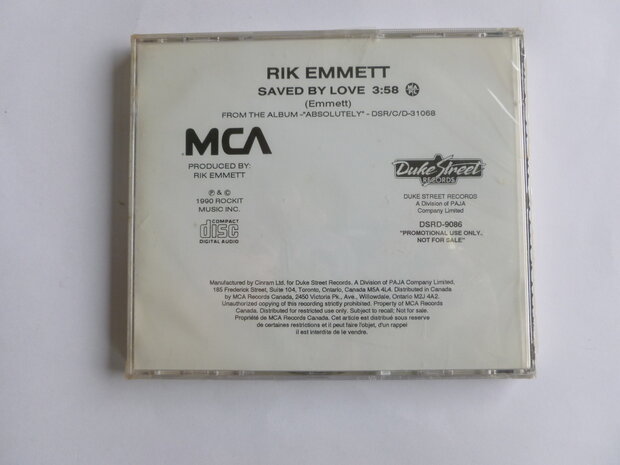 RIK EMMETT
SAVED BY LOVE 3:58
(Emmett)
FROM THE ALBUM -"ABSOLUTELY" - DSR/C/D-31068
MCA
PRODUCED BY:
RIK EMMETT
℗ & ©
1990 ROCKIT
MUSIC INC.
COMPACT
disc
DIGITAL AUDIO
Duke Street
RECORDS
DUKE STREET RECORDS
A Division of PAJA
Company Limited
DSRD-9086
"PROMOTIONAL USE ONLY,
NOT FOR SALE"
Manufactured by Cinram Ltd. for Duke Street Records, A Division of PAJA Company Limited,
185 Frederick Street, Suite 104, Toronto, Ontario, Canada M5A 4L4. Distributed in Canada
by MCA Records Canada, 2450 Victoria Pk., Ave., Willowdale, Ontario M2J 4A2.
Unauthorized copying of this recording strictly prohibited. Property of MCA Records
Canada. Distributed for restricted use only. Subject to recall; Not for sale.
Propriété de MCA Records Canada. Cet article est distribué sous reserve
de certaines restrictions et il peut faire l'objet, d'un rappel
il est interdite de le vendre.